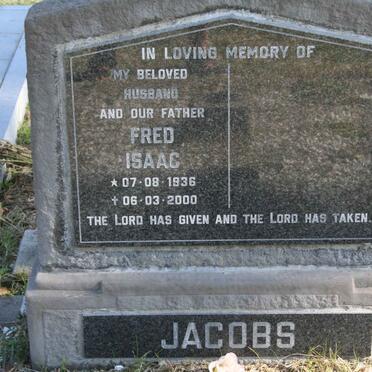 IN LOVING MEMORY OF
MY BELOVED
HUSBAND
AND OUR FATHER
FRED
ISAAC
★ 07-08-1936
✝ 06-03-2000
THE LORD HAS GIVEN AND THE LORD HAS TAKEN.
JACOBS